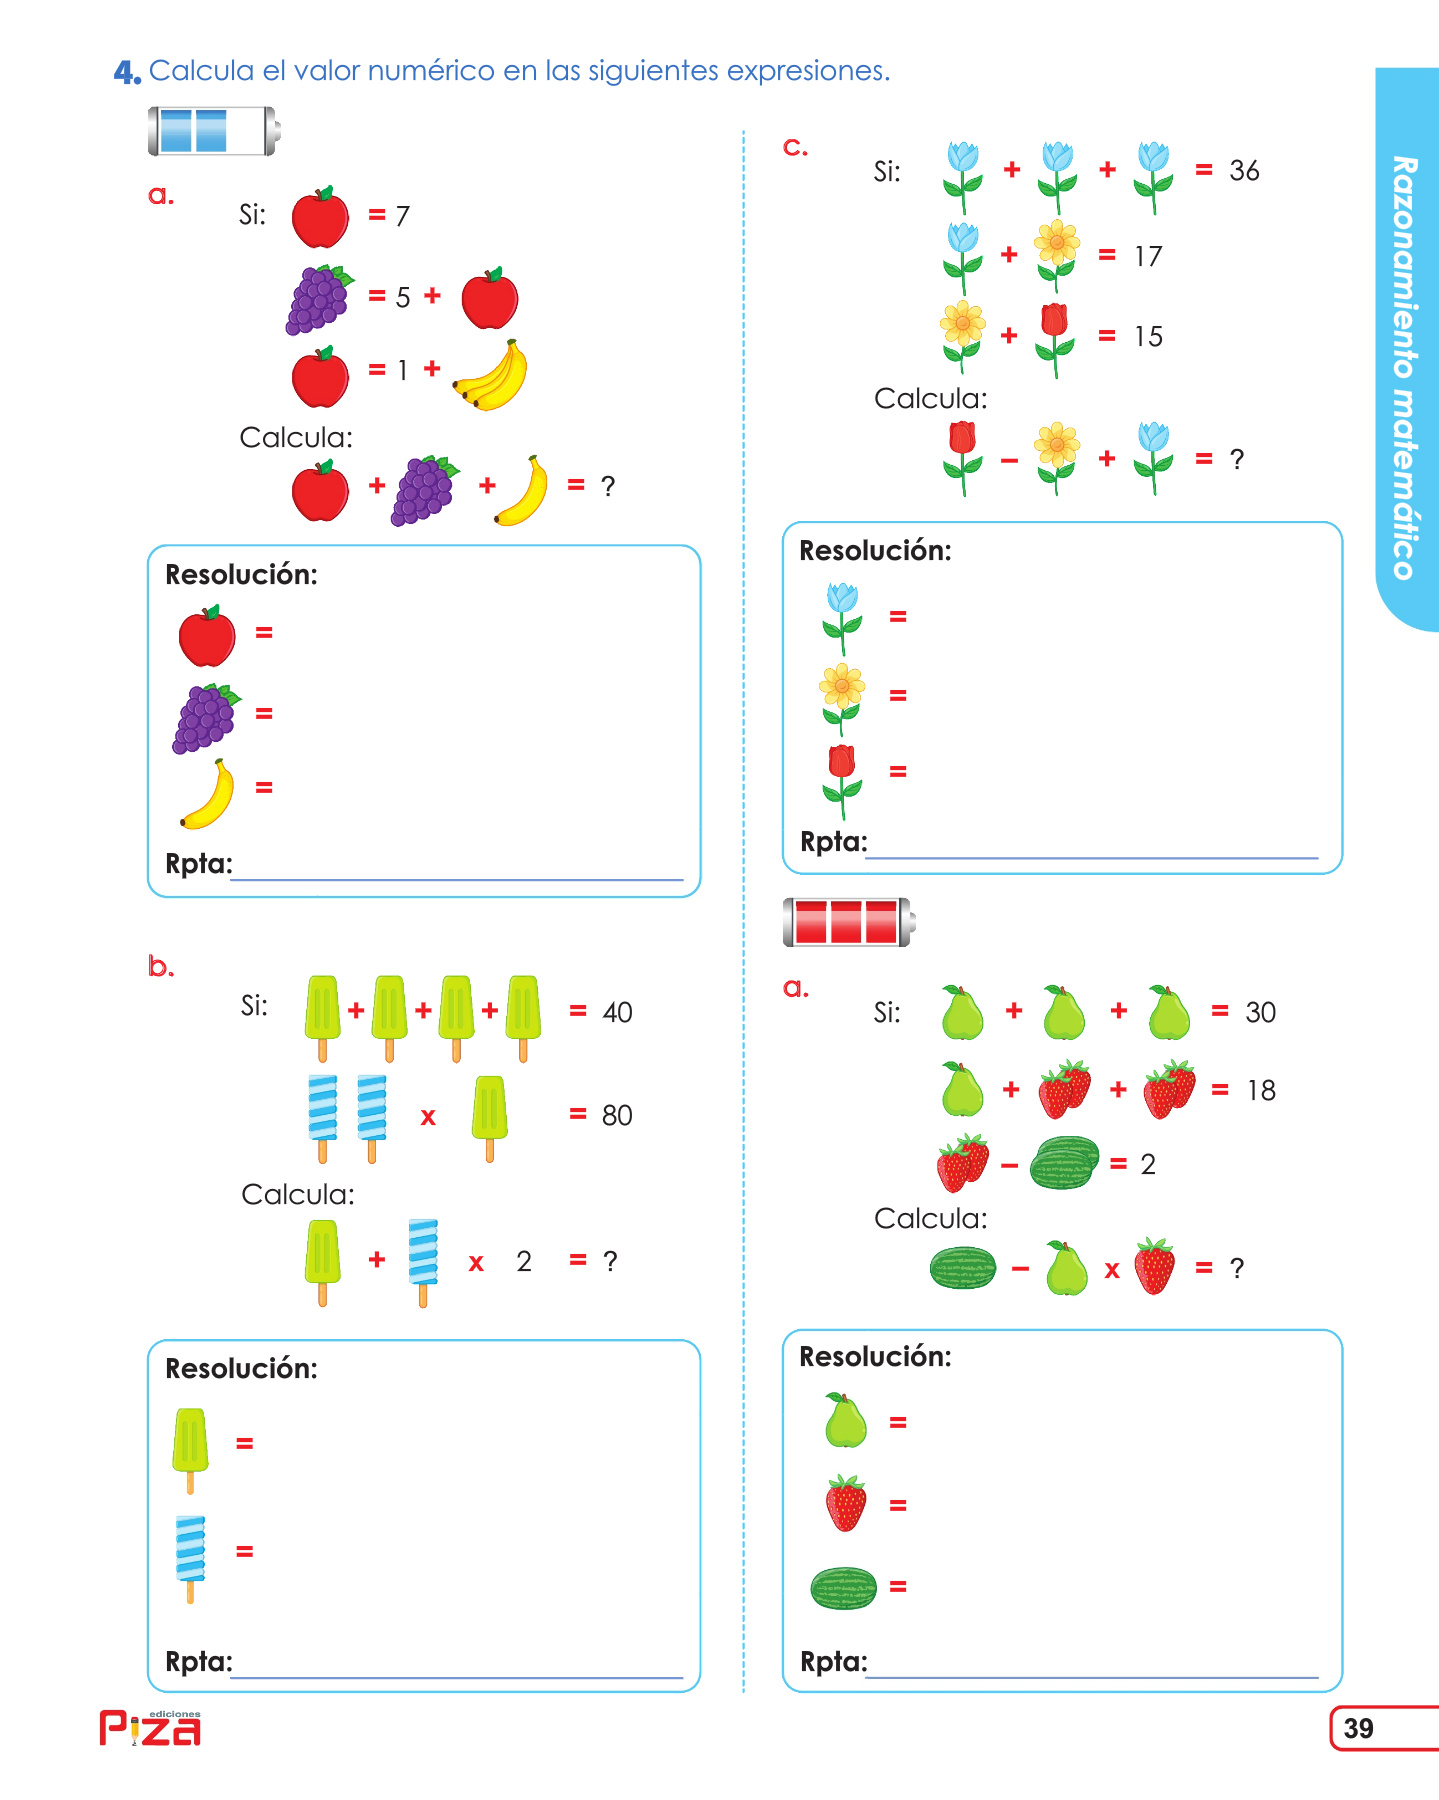 4. Calcula el valor numérico en las siguientes expresiones.
a.
Si: = 7
= 5 +
= 1 +
Calcula:
+ + = ?
Resolución:
=
=
=
Rpta:
b.
Si: + + + = 40
x = 80
Calcula:
+ x 2 = ?
Resolución:
=
=
Rpta:
c.
Si: + + = 36
+ = 17
+ = 15
Calcula:
– + = ?
Resolución:
=
=
=
Rpta:
a.
Si: + + = 30
+ + = 18
– = 2
Calcula:
– x = ?
Resolución:
=
=
=
Rpta:
Razonamiento matemático
ediciones
Piza
39